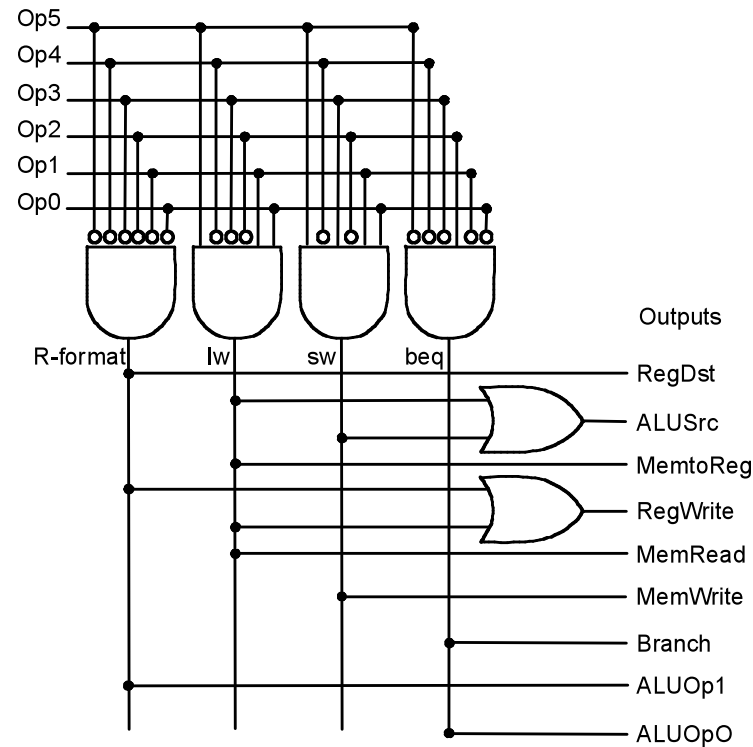 Op5
Op4
Op3
Op2
Op1
Op0
Outputs
R-format
lw
sw
beq
RegDst
ALUSrc
MemtoReg
RegWrite
MemRead
MemWrite
Branch
ALUOp1
ALUOpO